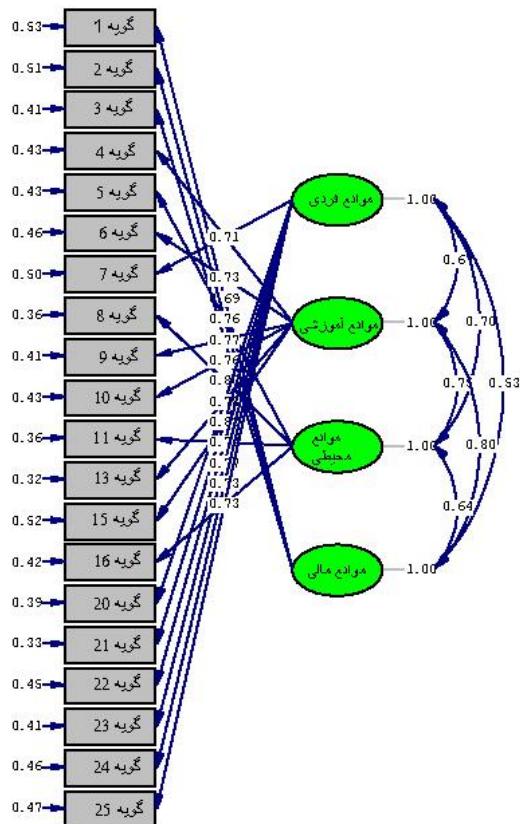 0.53 گویه 1
0.51 گویه 2
0.41 گویه 3
0.43 گویه 4
0.43 گویه 5
0.46 گویه 6
0.50 گویه 7
0.36 گویه 8
0.41 گویه 9
0.43 گویه 10
0.36 گویه 11
0.32 گویه 13
0.52 گویه 15
0.42 گویه 16
0.39 گویه 20
0.33 گویه 21
0.45 گویه 22
0.41 گویه 23
0.46 گویه 24
0.47 گویه 25
0.71
0.73
0.76
0.77
0.76
0.73
0.73
موانع فردی 1.00
موانع آموزشی 1.00
موانع
محیطی 1.00
موانع مالی 1.00
0.70
0.75
0.53
0.80
0.64